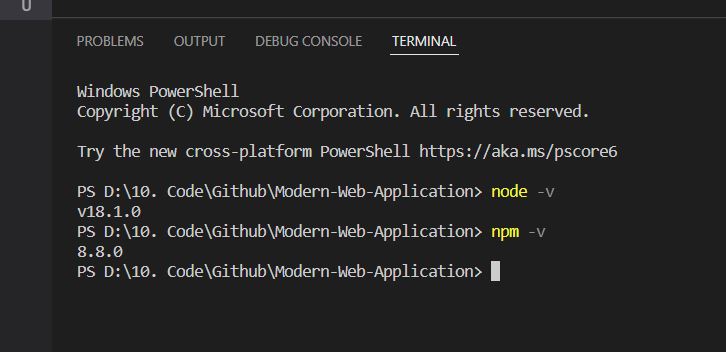 PROBLEMS OUTPUT DEBUG CONSOLE TERMINAL
Windows PowerShell
Copyright (C) Microsoft Corporation. All rights reserved.
Try the new cross-platform PowerShell https://aka.ms/pscore6
PS D:\10. Code\Github\Modern-Web-Application> node -v
v18.1.0
PS D:\10. Code\Github\Modern-Web-Application> npm -v
8.8.0
PS D:\10. Code\Github\Modern-Web-Application>